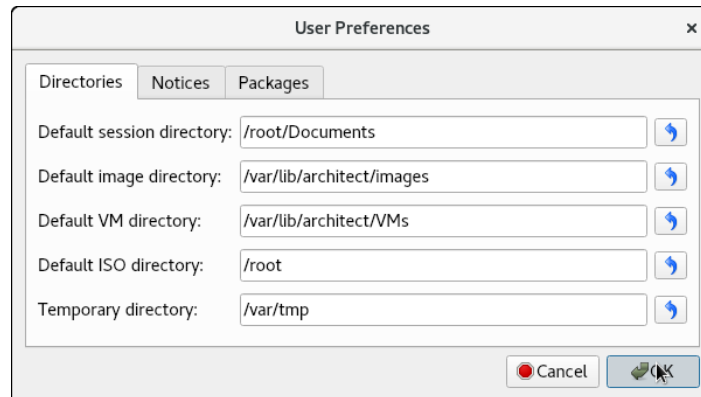 User Preferences
Directories Notices Packages
Default session directory: /root/Documents
Default image directory: /var/lib/architect/images
Default VM directory: /var/lib/architect/VMs
Default ISO directory: /root
Temporary directory: /var/tmp
Cancel OK